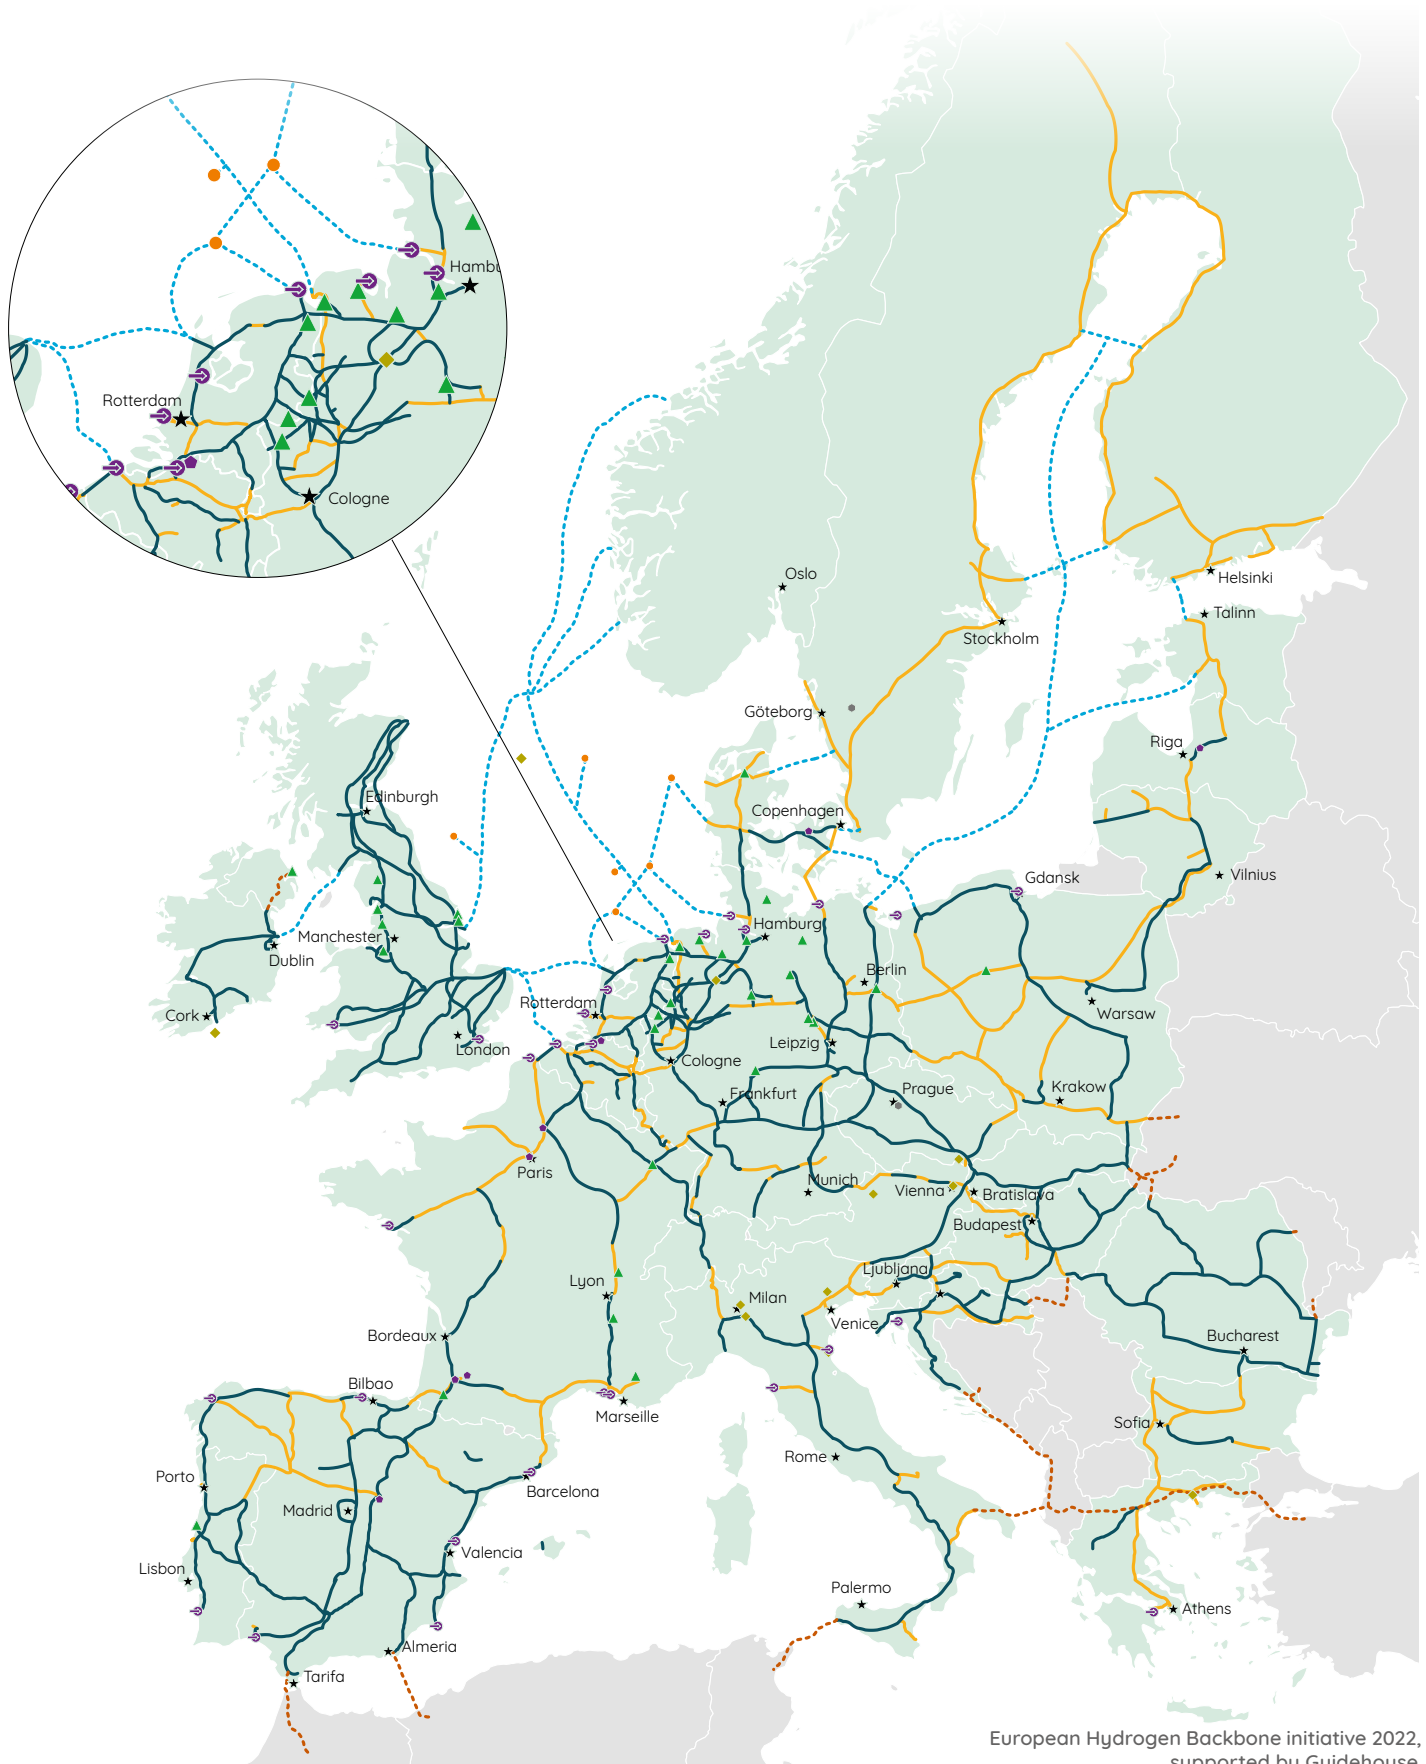 Hambu
Rotterdam
Cologne
Oslo
Helsinki
Talinn
Stockholm
Göteborg
Riga
Edinburgh
Copenhagen
Vilnius
Gdansk
Hamburg
Manchester
Dublin
Berlin
Rotterdam
Cork
Warsaw
London
Leipzig
Cologne
Frankfurt
Prague
Krakow
Paris
Munich
Vienna
Bratislava
Budapest
Ljubljana
Lyon
Milan
Venice
Bordeaux
Bucharest
Bilbao
Marseille
Sofia
Rome
Porto
Barcelona
Madrid
Valencia
Lisbon
Palermo
Athens
Almeria
Tarifa
European Hydrogen Backbone initiative 2022,
supported by Guidehouse